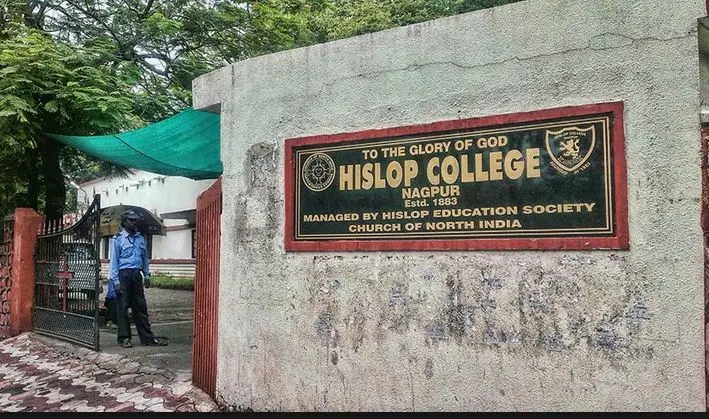 TO THE GLORY OF GOD
HISLOP COLLEGE
NAGPUR
Estd. 1883
MANAGED BY HISLOP EDUCATION SOCIETY
CHURCH OF NORTH INDIA